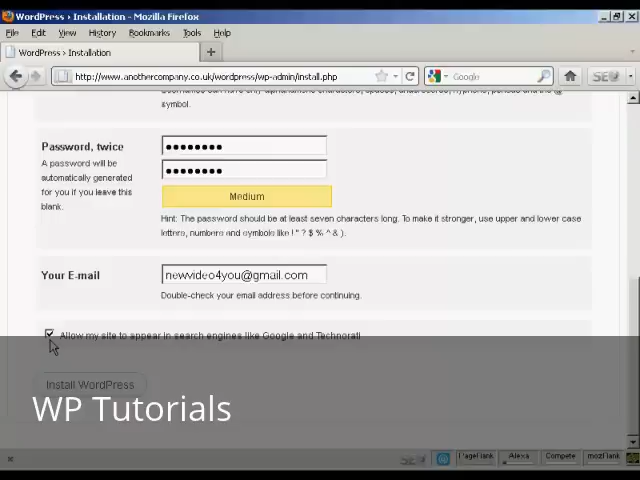 WordPress › Installation - Mozilla Firefox
File Edit View History Bookmarks Tools Help
WordPress › Installation
http://www.anothercompany.co.uk/wordpress/wp-admin/install.php
Google
symbol.
Password, twice
A password will be
automatically generated
for you if you leave this
blank.
Medium
Hint: The password should be at least seven characters long. To make it stronger, use upper and lower case
letters, numbers and symbols like ! " ? $ % ^ & ).
Your E-mail
newvideo4you@gmail.com
Double-check your email address before continuing.
Allow my site to appear in search engines like Google and Technorati
Install WordPress
WP Tutorials
PageRank Alexa Compete